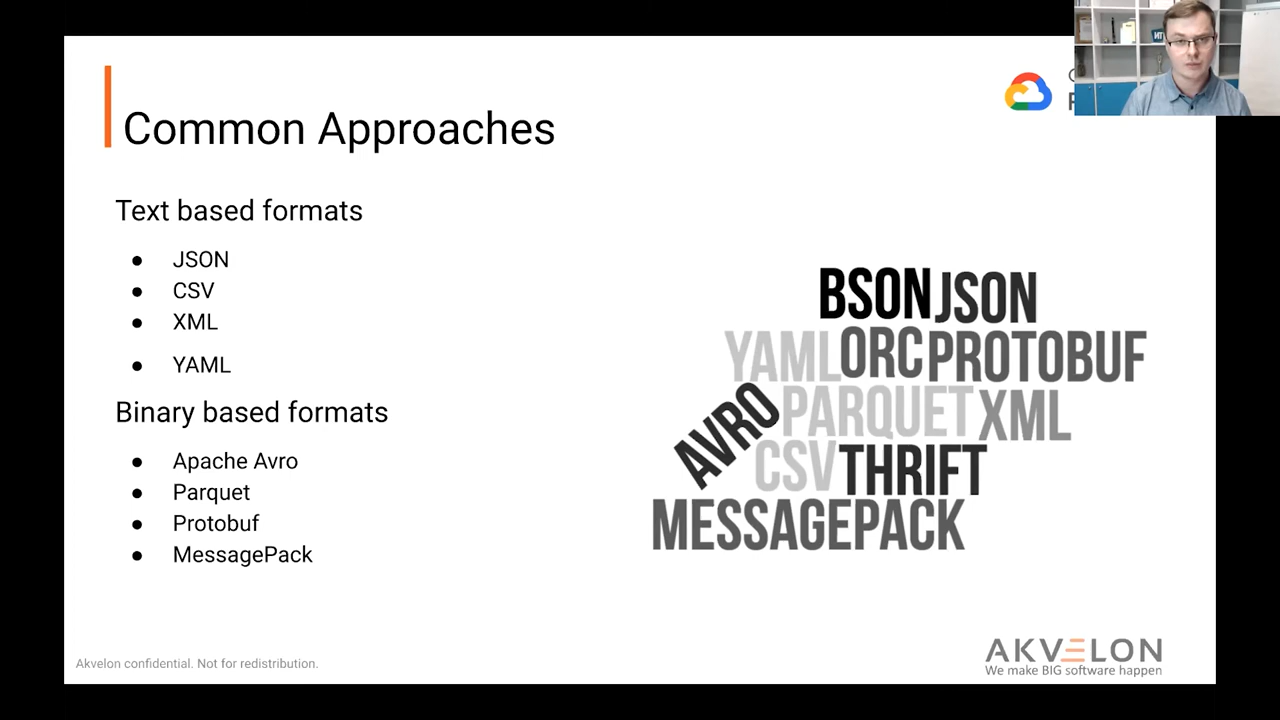 Common Approaches
Text based formats
● JSON
● CSV
● XML
● YAML
Binary based formats
● Apache Avro
● Parquet
● Protobuf
● MessagePack
BSON JSON
YAML ORC PROTOBUF
AVRO PARQUET XML
CSV THRIFT
MESSAGEPACK
ИТ
Akvelon confidential. Not for redistribution.
AKVELON
We make BIG software happen